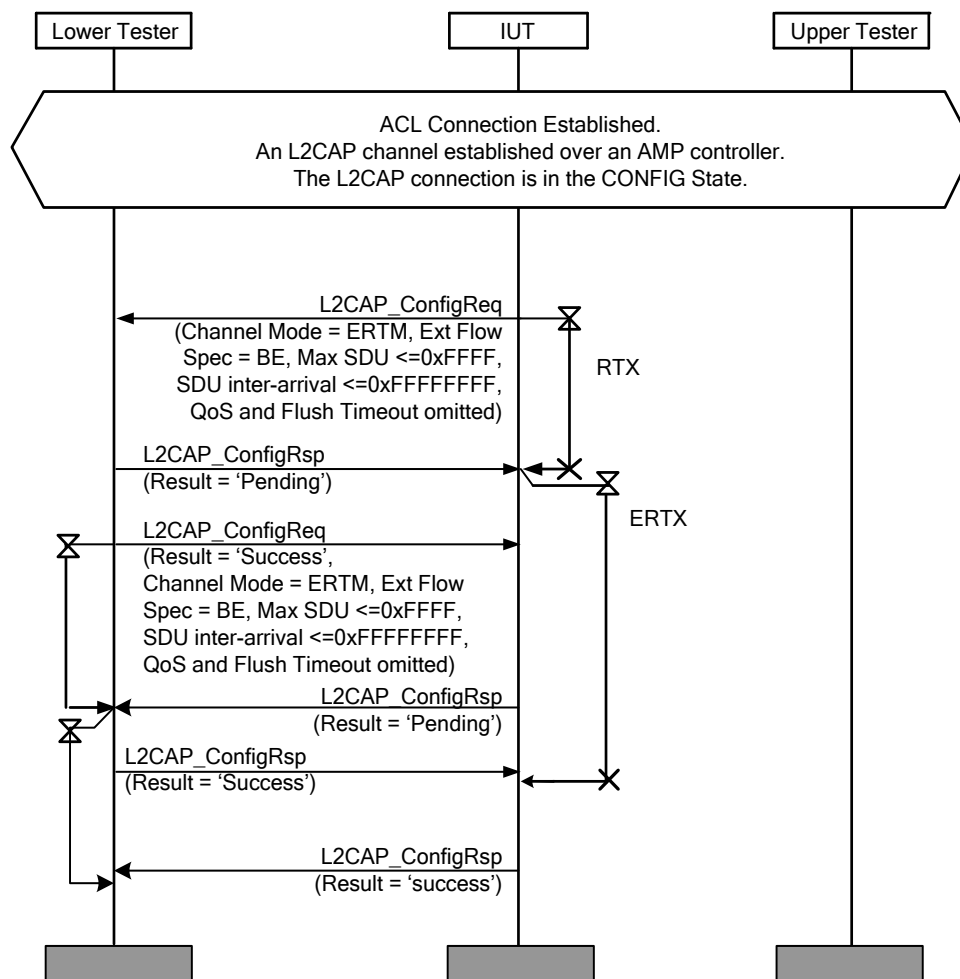 Lower Tester
IUT
Upper Tester
ACL Connection Established.
An L2CAP channel established over an AMP controller.
The L2CAP connection is in the CONFIG State.
L2CAP_ConfigReq
(Channel Mode = ERTM, Ext Flow
Spec = BE, Max SDU <=0xFFFF,
SDU inter-arrival <=0xFFFFFFFF,
QoS and Flush Timeout omitted)
RTX
L2CAP_ConfigRsp
(Result = ‘Pending’)
ERTX
L2CAP_ConfigReq
(Result = ‘Success’,
Channel Mode = ERTM, Ext Flow
Spec = BE, Max SDU <=0xFFFF,
SDU inter-arrival <=0xFFFFFFFF,
QoS and Flush Timeout omitted)
L2CAP_ConfigRsp
(Result = ‘Pending’)
L2CAP_ConfigRsp
(Result = ‘Success’)
L2CAP_ConfigRsp
(Result = ‘success’)